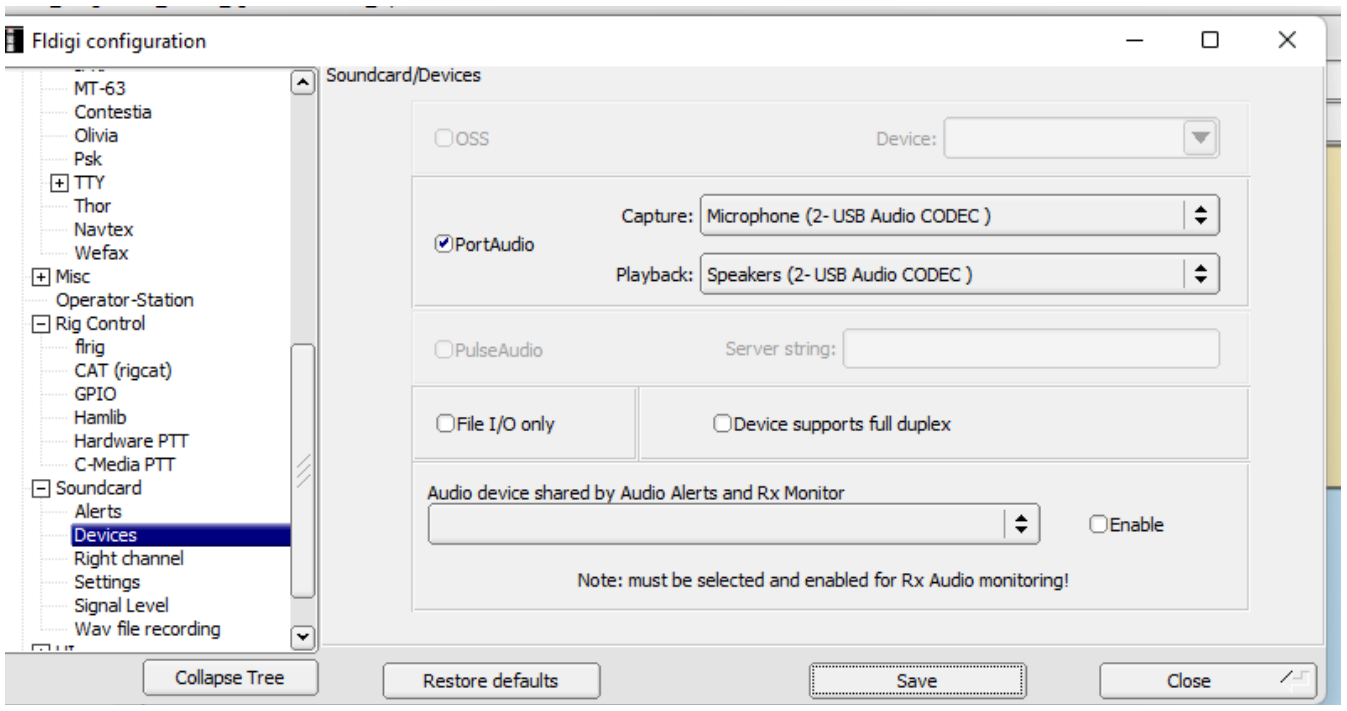 Fldigi configuration
MT-63
Contestia
Olivia
Psk
TTY
Thor
Navtex
Wefax
Misc
Operator-Station
Rig Control
flrig
CAT (rigcat)
GPIO
Hamlib
Hardware PTT
C-Media PTT
Soundcard
Alerts
Devices
Right channel
Settings
Signal Level
Wav file recording
Collapse Tree
Soundcard/Devices
OSS Device:
Capture: Microphone (2- USB Audio CODEC )
PortAudio
Playback: Speakers (2- USB Audio CODEC )
PulseAudio Server string:
File I/O only Device supports full duplex
Audio device shared by Audio Alerts and Rx Monitor
Enable
Note: must be selected and enabled for Rx Audio monitoring!
Restore defaults Save Close